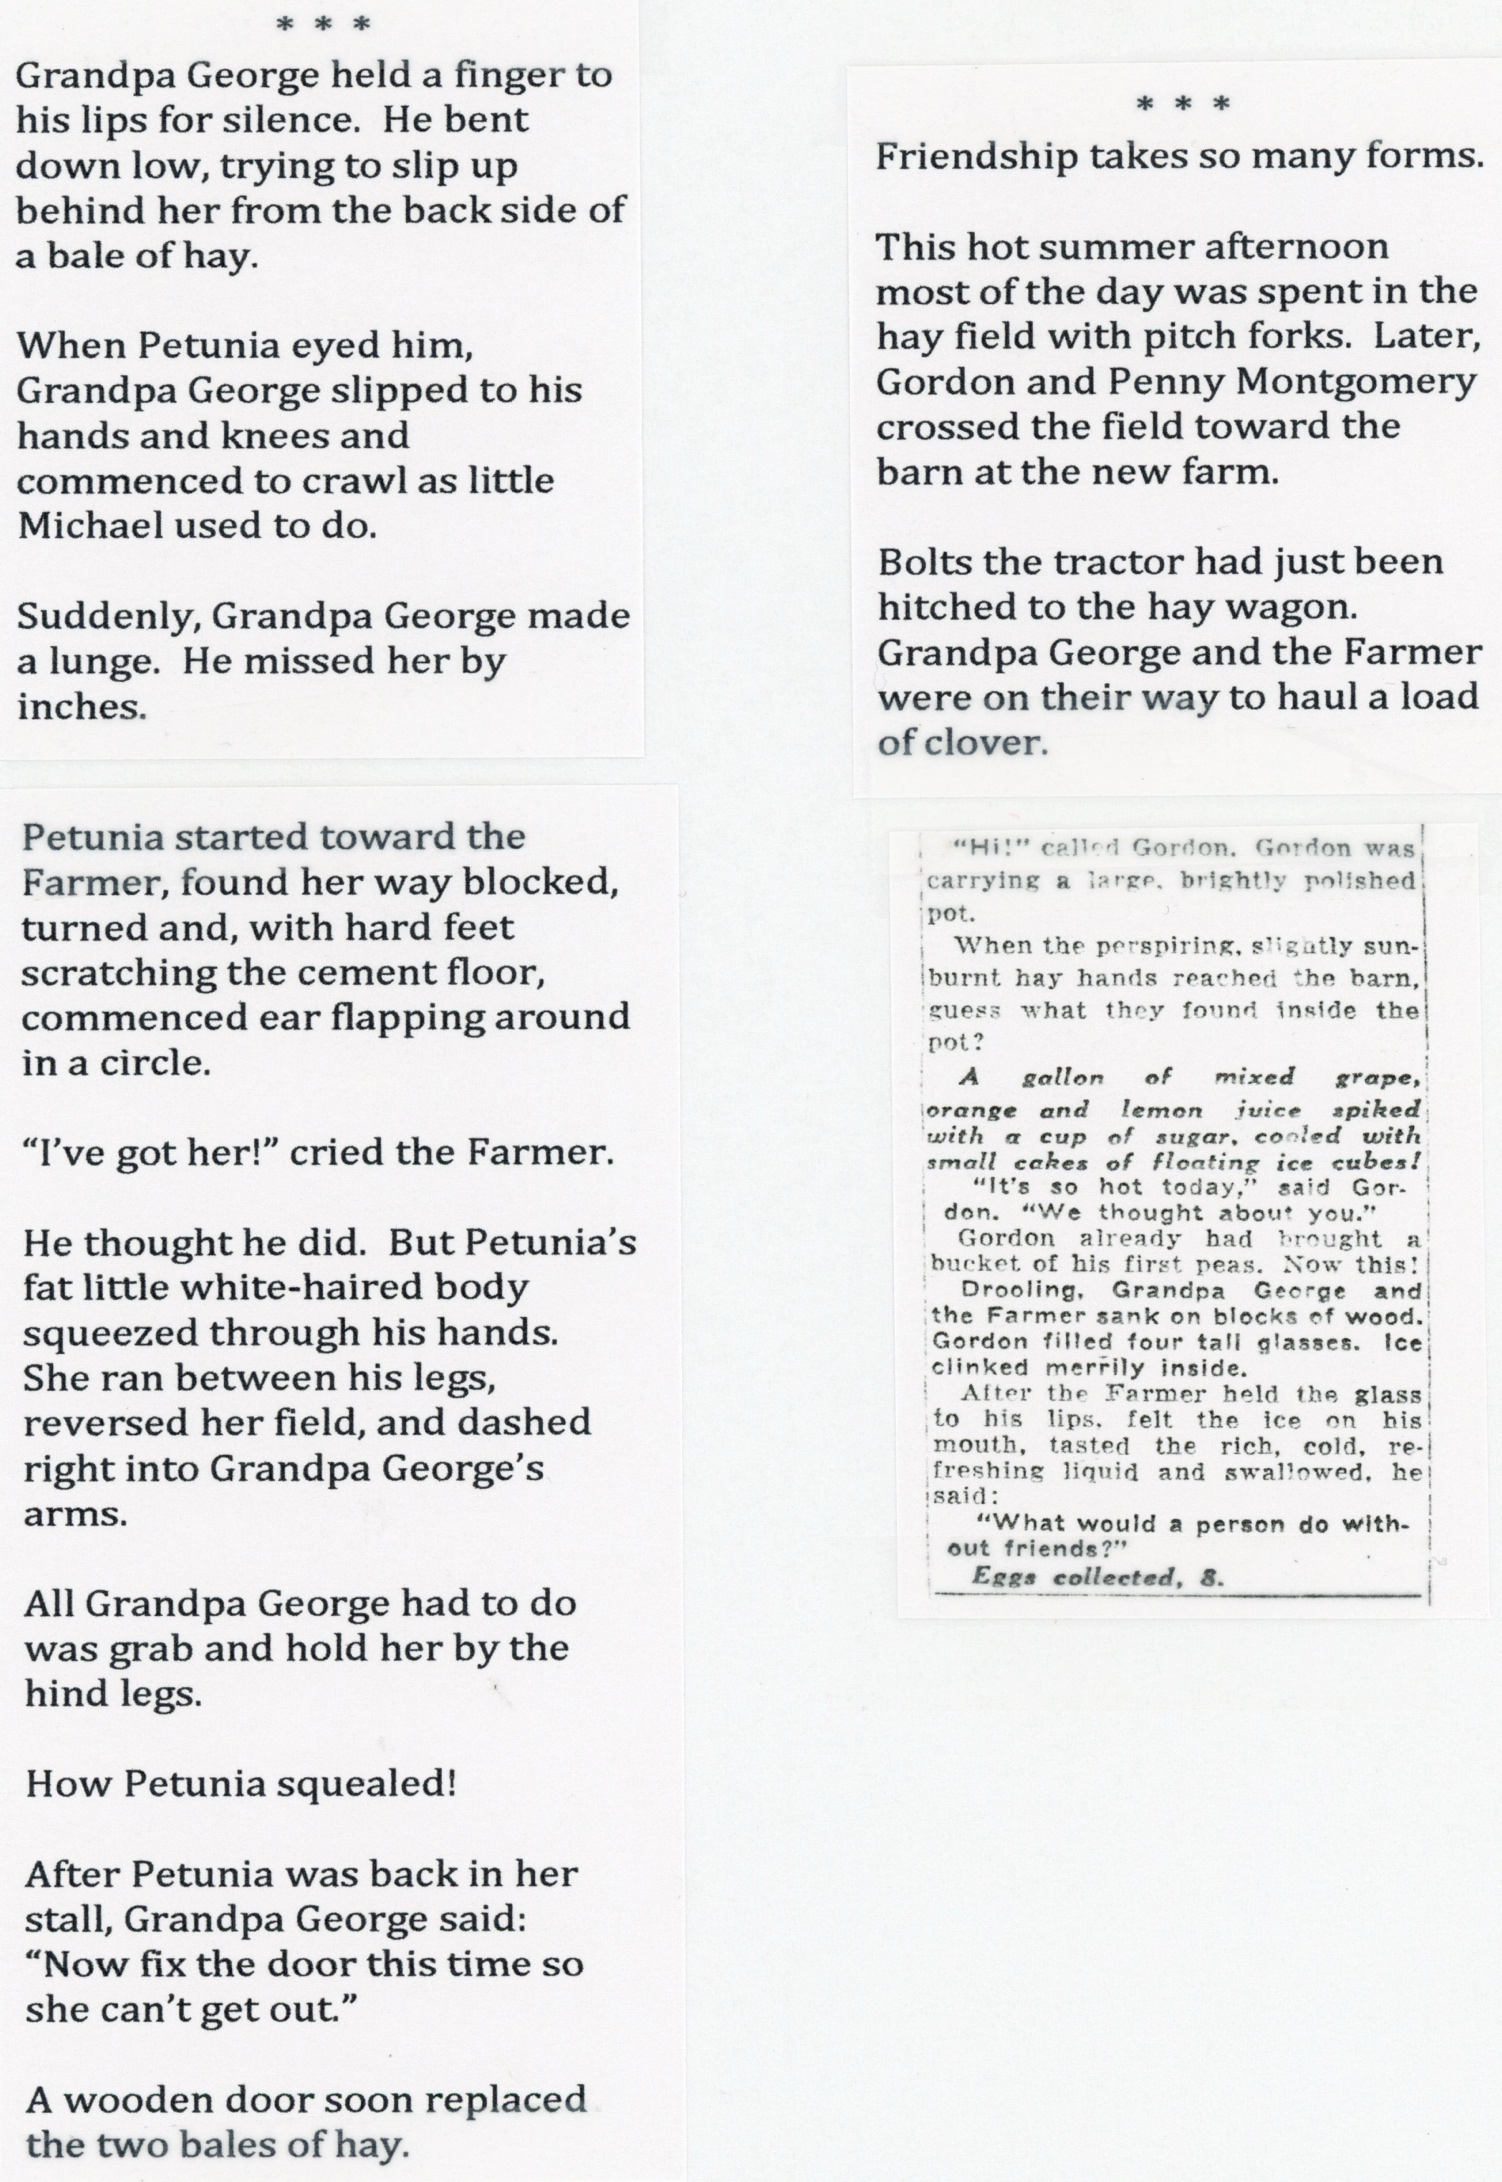 * * *
Grandpa George held a finger to
his lips for silence.  He bent
down low, trying to slip up
behind her from the back side of
a bale of hay.
When Petunia eyed him,
Grandpa George slipped to his
hands and knees and
commenced to crawl as little
Michael used to do.
Suddenly, Grandpa George made
a lunge.  He missed her by
inches.
Petunia started toward the
Farmer, found her way blocked,
turned and, with hard feet
scratching the cement floor,
commenced ear flapping around
in a circle.
“I’ve got her!” cried the Farmer.
He thought he did.  But Petunia’s
fat little white-haired body
squeezed through his hands.
She ran between his legs,
reversed her field, and dashed
right into Grandpa George’s
arms.
All Grandpa George had to do
was grab and hold her by the
hind legs.
How Petunia squealed!
After Petunia was back in her
stall, Grandpa George said:
“Now fix the door this time so
she can’t get out.”
A wooden door soon replaced
the two bales of hay.
* * *
Friendship takes so many forms.
This hot summer afternoon
most of the day was spent in the
hay field with pitch forks.  Later,
Gordon and Penny Montgomery
crossed the field toward the
barn at the new farm.
Bolts the tractor had just been
hitched to the hay wagon.
Grandpa George and the Farmer
were on their way to haul a load
of clover.
“Hi!” called Gordon. Gordon was
carrying a large, brightly polished
pot.
When the perspiring, slightly sun-
burnt hay hands reached the barn,
guess what they found inside the
pot?
A gallon of mixed grape,
orange and lemon juice spiked
with a cup of sugar, cooled with
small cakes of floating ice cubes!
“It's so hot today,” said Gor-
don. “We thought about you.”
Gordon already had brought a
bucket of his first peas. Now this!
Drooling, Grandpa George and
the Farmer sank on blocks of wood.
Gordon filled four tall glasses. Ice
clinked merrily inside.
After the Farmer held the glass
to his lips, felt the ice on his
mouth, tasted the rich, cold, re-
freshing liquid and swallowed, he
said:
“What would a person do with-
out friends?”
Eggs collected, 8.